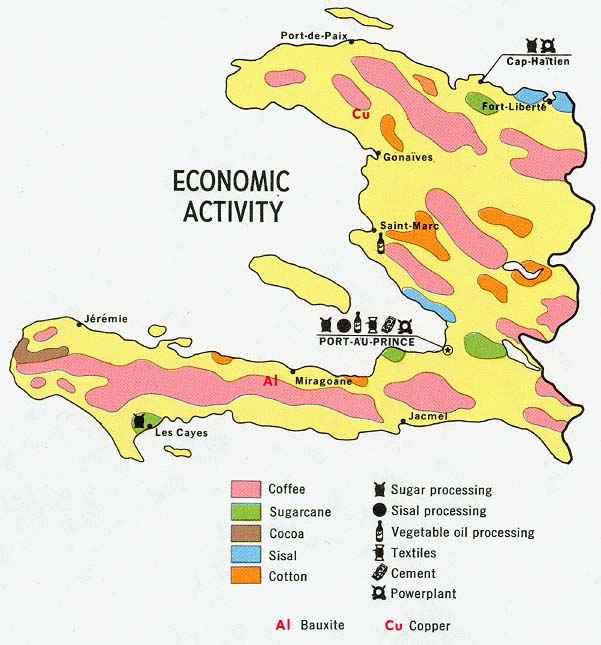 Port-de-Paix
Cap-Haïtien
Fort-Liberté
Cu
Gonaïves
ECONOMIC
ACTIVITY
Saint-Marc
Jérémie
PORT-AU-PRINCE
Al
Miragoane
Jacmel
Les Cayes
Coffee
Sugarcane
Cocoa
Sisal
Cotton
Sugar processing
Sisal processing
Vegetable oil processing
Textiles
Cement
Powerplant
Al Bauxite
Cu Copper